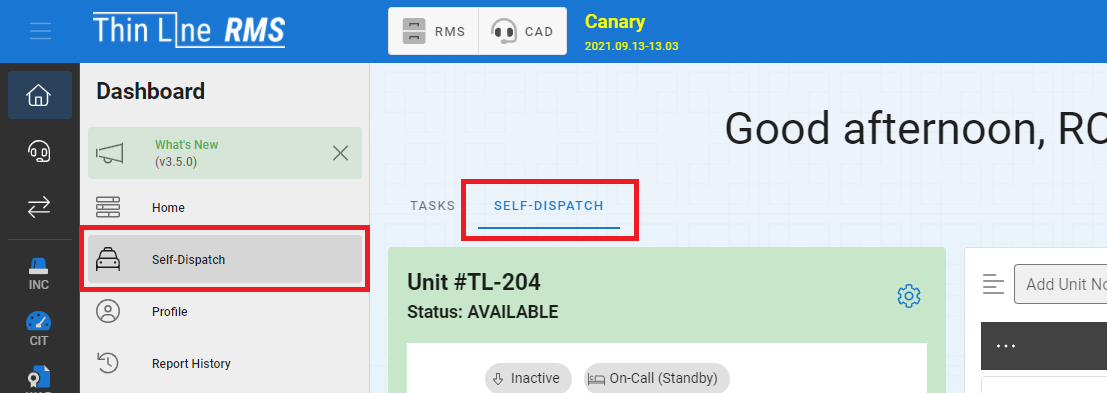 Thin Line RMS
RMS
CAD
Canary
2021.09.13-13.03
Dashboard
What's New
(v3.5.0)
Home
Self-Dispatch
Profile
Report History
INC
CIT
Good afternoon, RO
TASKS
SELF-DISPATCH
Unit #TL-204
Status: AVAILABLE
Inactive
On-Call (Standby)
Add Unit No
...